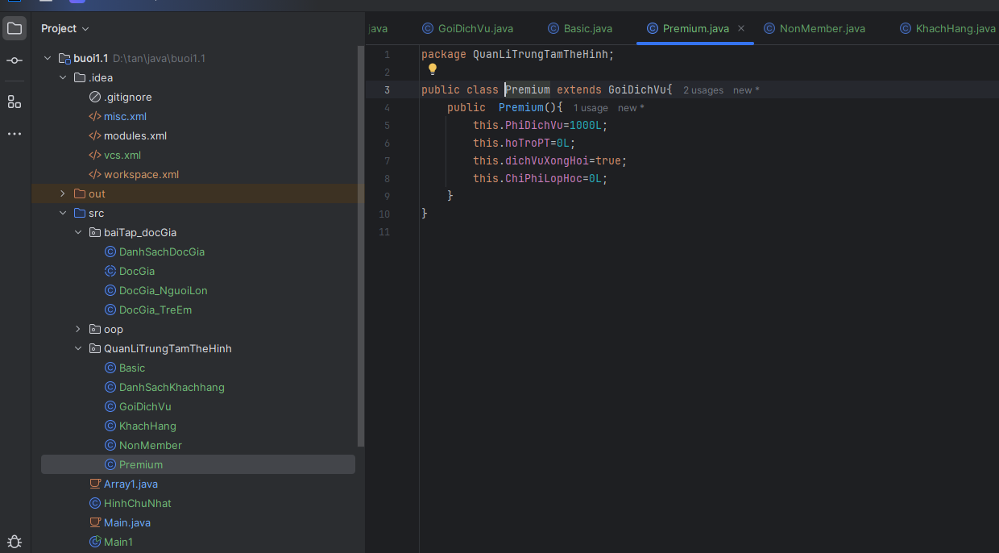 Project
java GoiDichVu.java Basic.java Premium.java NonMember.java KhachHang.java
buoi1.1 D:\tan\java\buoi1.1
.idea
.gitignore
misc.xml
modules.xml
vcs.xml
workspace.xml
out
src
baiTap_docGia
DanhSachDocGia
DocGia
DocGia_NguoiLon
DocGia_TreEm
oop
QuanLiTrungTamTheHinh
Basic
DanhSachKhachhang
GoiDichVu
KhachHang
NonMember
Premium
Array1.java
HinhChuNhat
Main.java
Main1
1 package QuanLiTrungTamTheHinh;
2
3 public class Premium extends GoiDichVu{ 2 usages new *
4 public Premium(){ 1 usage new *
5 this.PhiDichVu=1000L;
6 this.hoTroPT=0L;
7 this.dichVuXongHoi=true;
8 this.ChiPhiLopHoc=0L;
9 }
10 }
11